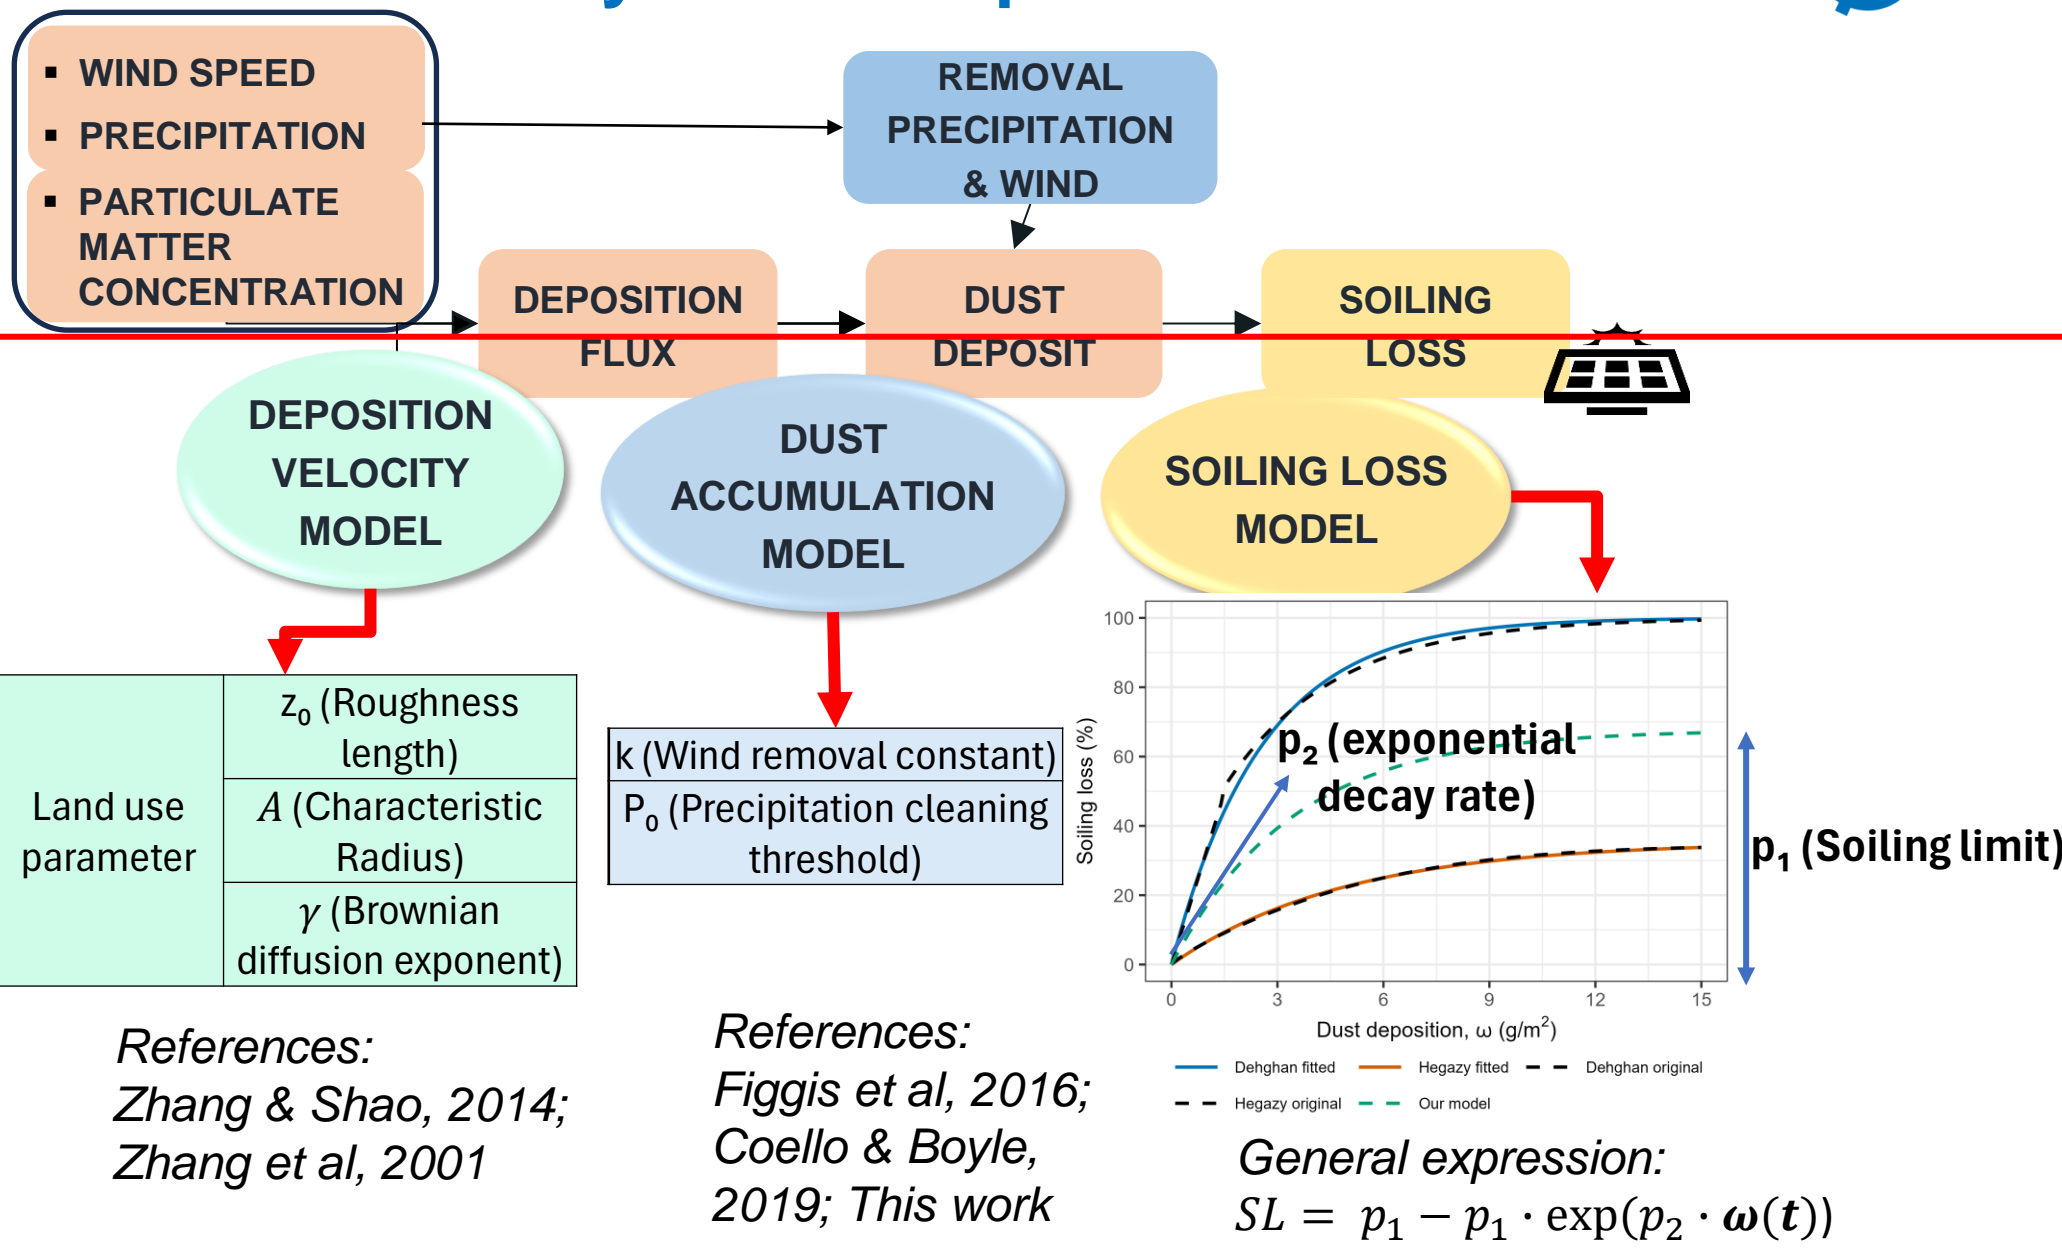 ▪ WIND SPEED
▪ PRECIPITATION
▪ PARTICULATE
MATTER
CONCENTRATION
REMOVAL
PRECIPITATION
& WIND
DEPOSITION
FLUX
DUST
DEPOSIT
SOILING
LOSS
DEPOSITION
VELOCITY
MODEL
DUST
ACCUMULATION
MODEL
SOILING LOSS
MODEL
Land use
parameter
z₀ (Roughness
length)
A (Characteristic
Radius)
γ (Brownian
diffusion exponent)
k (Wind removal constant)
P₀ (Precipitation cleaning
threshold)
100
80
60
40
20
0
Soiling loss (%)
p₂ (exponential
decay rate)
p₁ (Soiling limit)
0 3 6 9 12 15
Dust deposition, ω (g/m²)
Dehghan fitted Hegazy fitted Dehghan original
Hegazy original Our model
References:
Zhang & Shao, 2014;
Zhang et al, 2001
References:
Figgis et al, 2016;
Coello & Boyle,
2019; This work
General expression:
SL = p₁ − p₁ · exp(p₂ · ω(t))